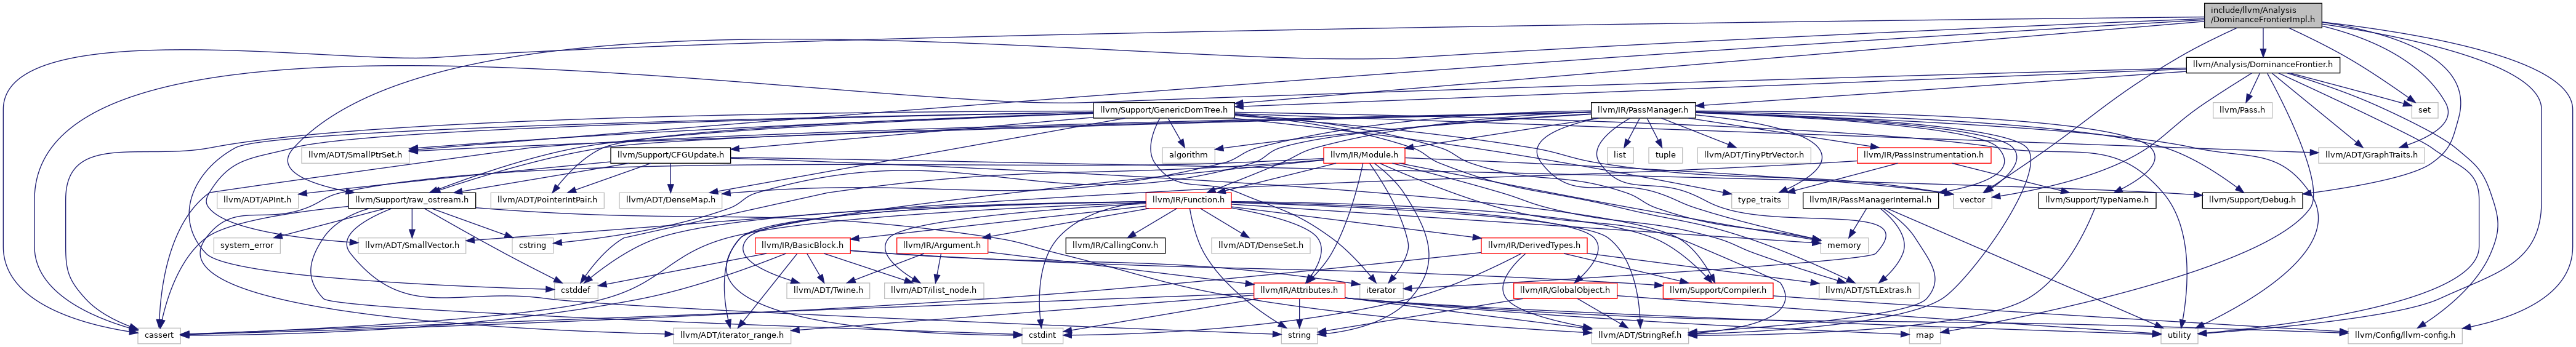 include/llvm/Analysis
/DominanceFrontierImpl.h
llvm/Analysis/DominanceFrontier.h
llvm/Support/GenericDomTree.h
llvm/IR/PassManager.h
llvm/Pass.h
set
llvm/ADT/SmallPtrSet.h
llvm/Support/CFGUpdate.h
algorithm
llvm/IR/Module.h
list
tuple
llvm/ADT/TinyPtrVector.h
llvm/IR/PassInstrumentation.h
llvm/ADT/GraphTraits.h
llvm/ADT/APInt.h
llvm/Support/raw_ostream.h
llvm/ADT/PointerIntPair.h
llvm/ADT/DenseMap.h
llvm/IR/Function.h
type_traits
vector
llvm/IR/PassManagerInternal.h
llvm/Support/TypeName.h
llvm/Support/Debug.h
system_error
llvm/ADT/SmallVector.h
cstring
llvm/IR/BasicBlock.h
llvm/IR/Argument.h
llvm/IR/CallingConv.h
llvm/ADT/DenseSet.h
llvm/IR/DerivedTypes.h
memory
cstddef
llvm/ADT/Twine.h
llvm/ADT/ilist_node.h
llvm/IR/Attributes.h
iterator
llvm/IR/GlobalObject.h
llvm/Support/Compiler.h
llvm/ADT/STLExtras.h
cassert
llvm/ADT/iterator_range.h
cstdint
string
llvm/ADT/StringRef.h
map
utility
llvm/Config/llvm-config.h